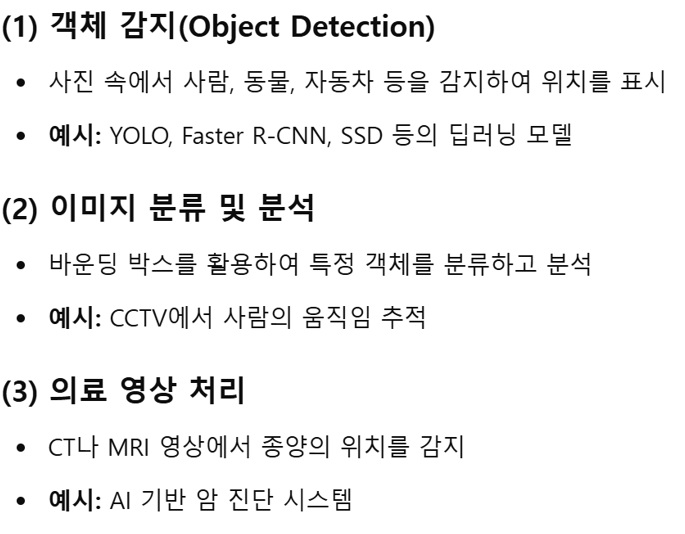 (1) 객체 감지(Object Detection)
• 사진 속에서 사람, 동물, 자동차 등을 감지하여 위치를 표시
• 예시: YOLO, Faster R-CNN, SSD 등의 딥러닝 모델
(2) 이미지 분류 및 분석
• 바운딩 박스를 활용하여 특정 객체를 분류하고 분석
• 예시: CCTV에서 사람의 움직임 추적
(3) 의료 영상 처리
• CT나 MRI 영상에서 종양의 위치를 감지
• 예시: AI 기반 암 진단 시스템